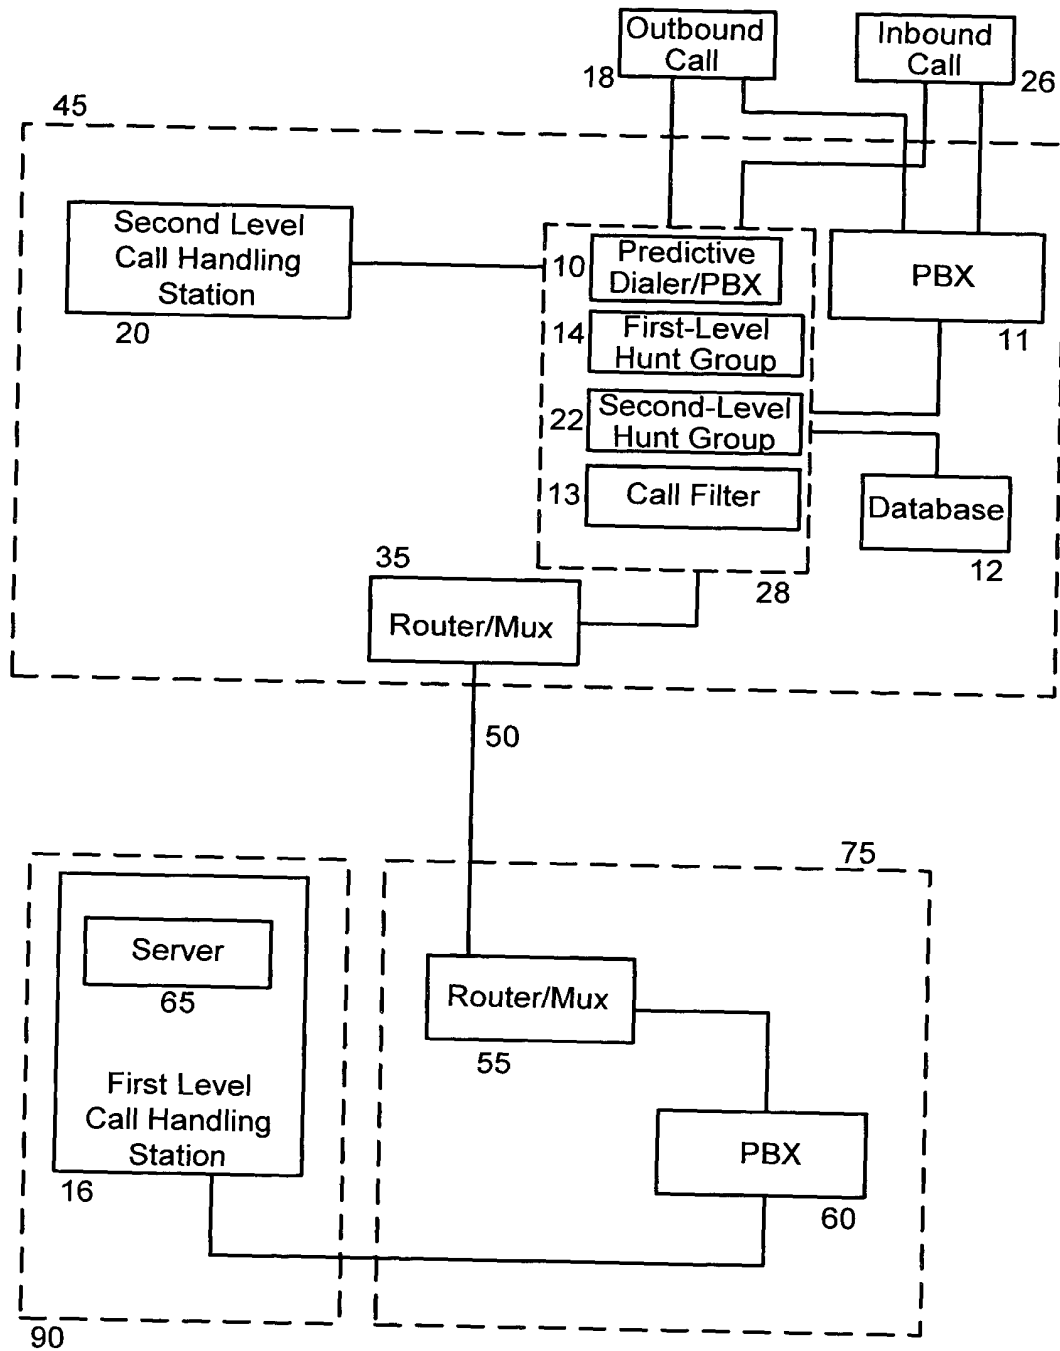 Outbound
Call
18
Inbound
Call
26
45
Second Level
Call Handling
Station
20
10
Predictive
Dialer/PBX
14
First-Level
Hunt Group
22
Second-Level
Hunt Group
13
Call Filter
28
PBX
11
Database
12
35
Router/Mux
50
75
Server
65
First Level
Call Handling
Station
16
90
Router/Mux
55
PBX
60